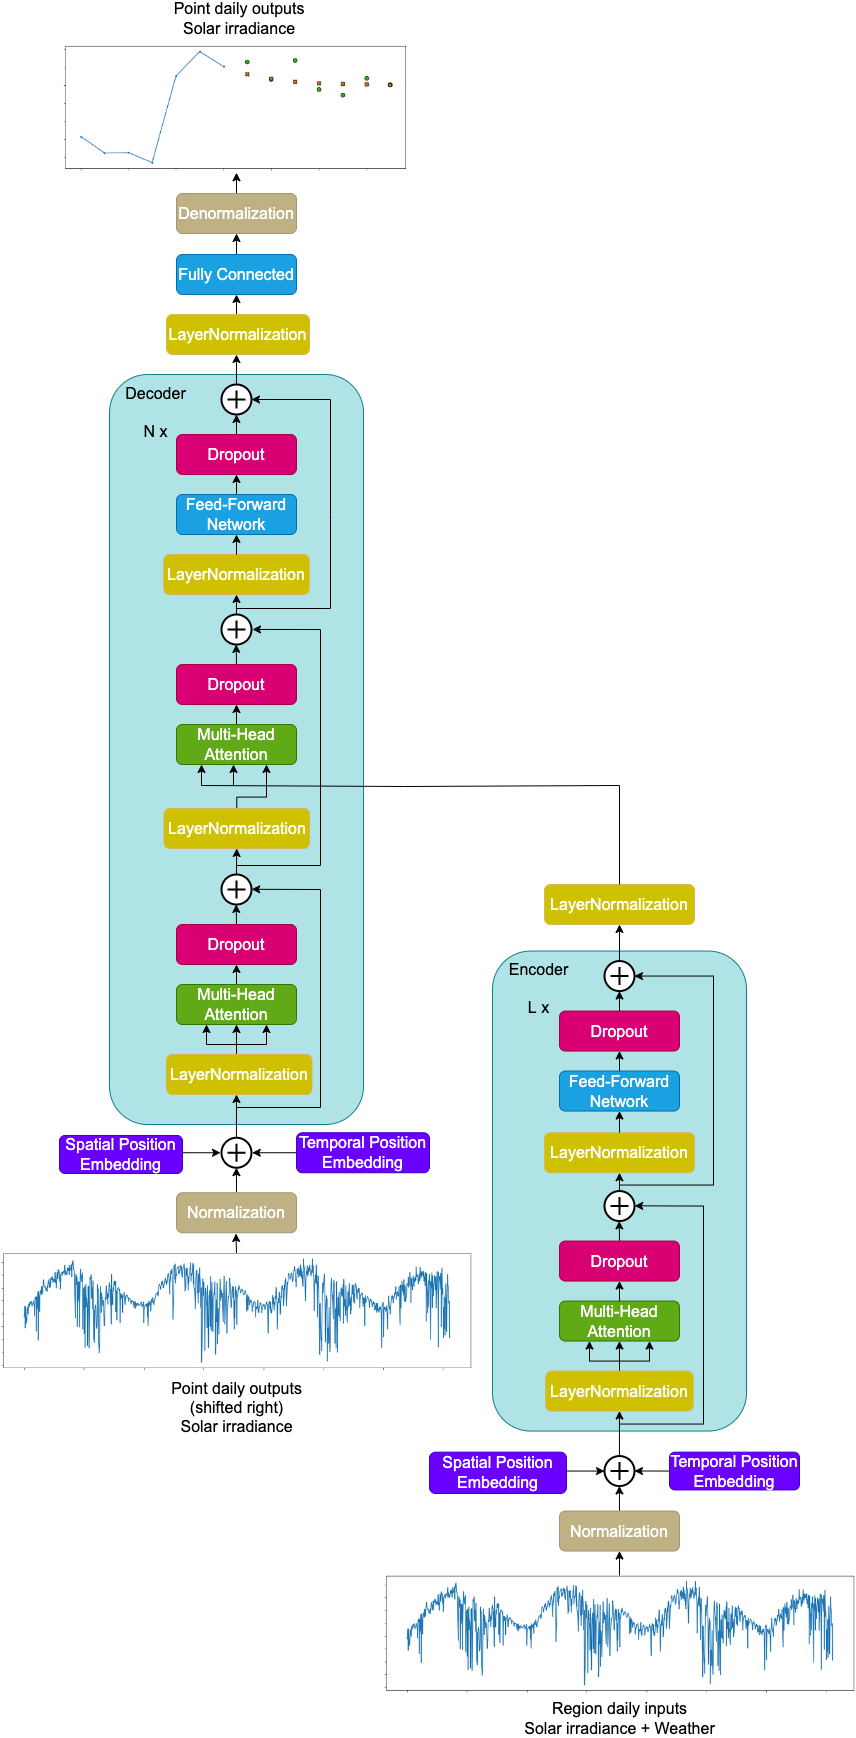 Point daily outputs
Solar irradiance
Denormalization
Fully Connected
LayerNormalization
Decoder
N x
Dropout
Feed-Forward
Network
LayerNormalization
Dropout
Multi-Head
Attention
LayerNormalization
Dropout
Multi-Head
Attention
LayerNormalization
Spatial Position
Embedding
Temporal Position
Embedding
Normalization
Point daily outputs
(shifted right)
Solar irradiance
LayerNormalization
Encoder
L x
Dropout
Feed-Forward
Network
LayerNormalization
Dropout
Multi-Head
Attention
LayerNormalization
Spatial Position
Embedding
Temporal Position
Embedding
Normalization
Region daily inputs
Solar irradiance + Weather